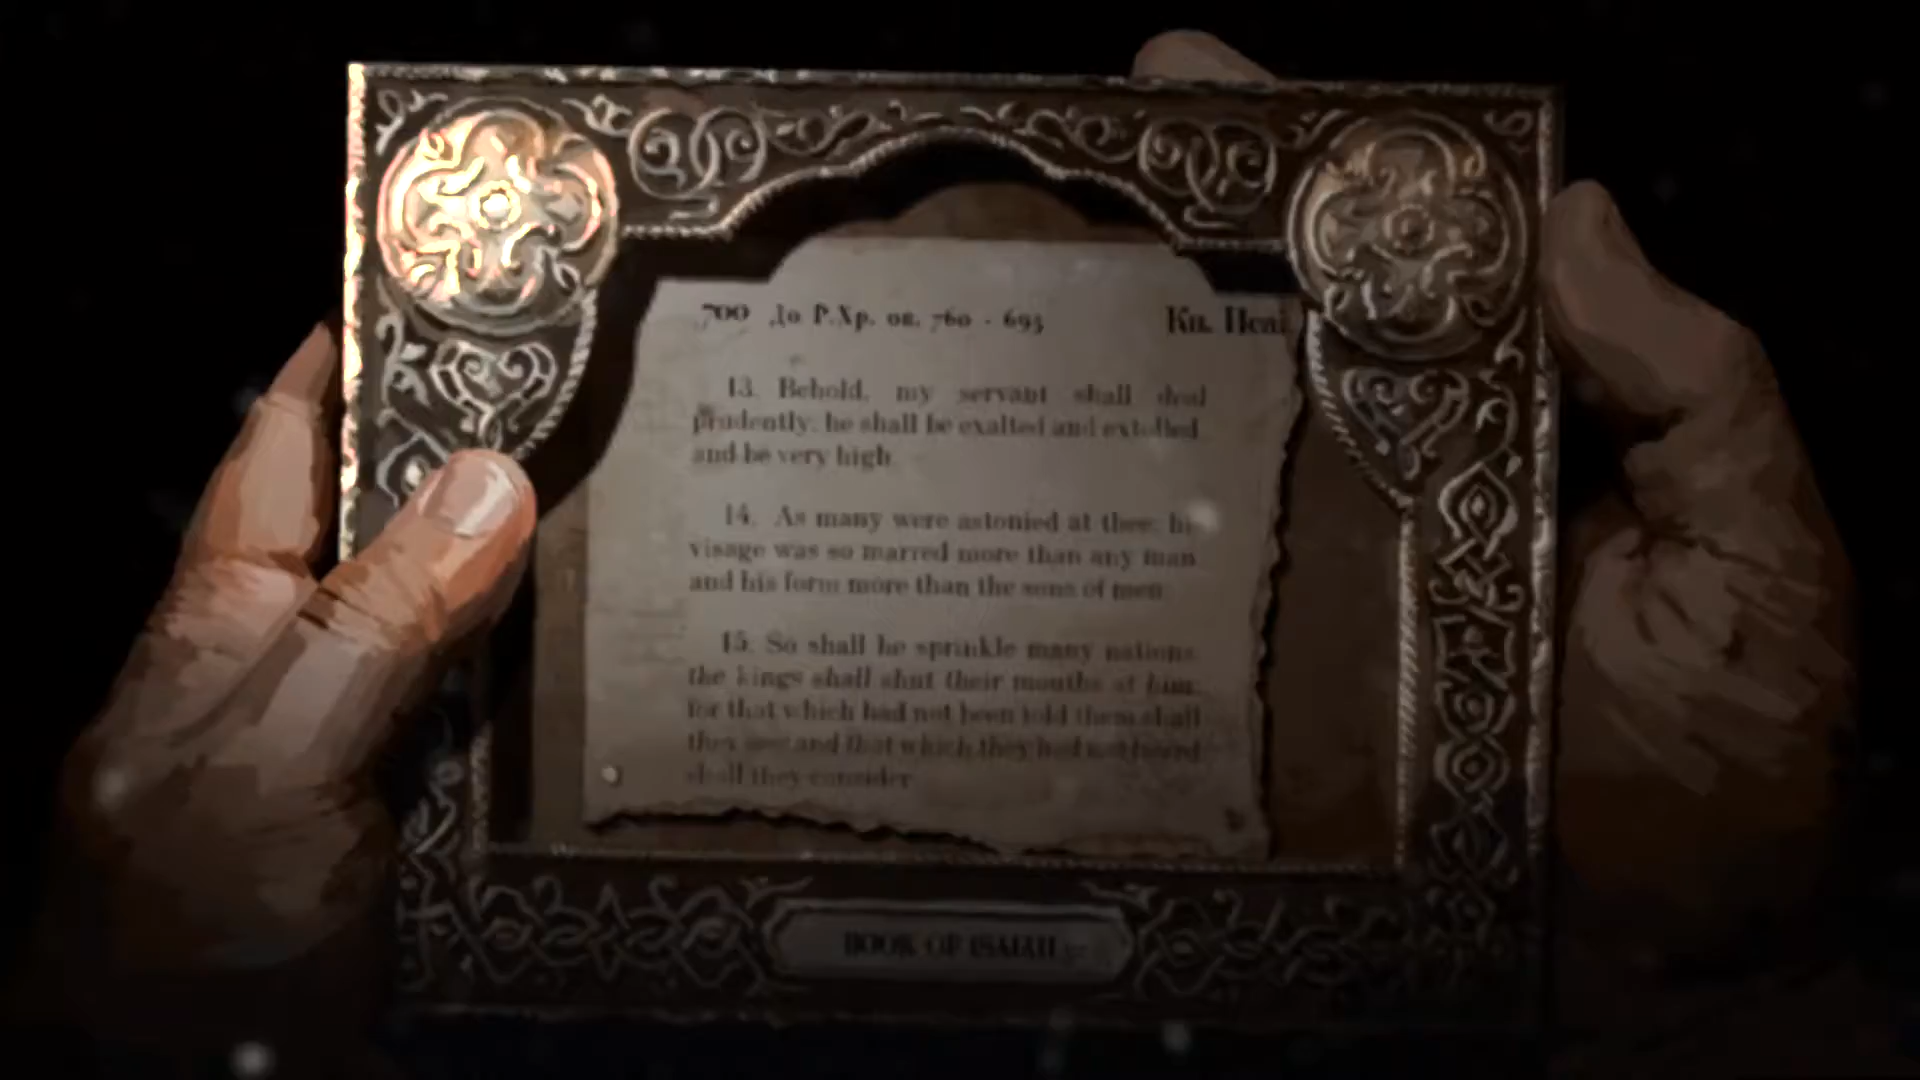 700 До Р.Хр. ок. 760 - 695 Кн. Исаі
13. Behold, my servant shall deal
prudently: he shall be exalted and extolled
and be very high
14. As many were astonied at thee: hi
visage was so marred more than any man
and his form more than the sons of men
15. So shall he sprinkle many nations
the kings shall shut their mouths at him:
for that which had not been told them shall
they see and that which they had not heard
shall they consider
BOOK OF ISAIAH